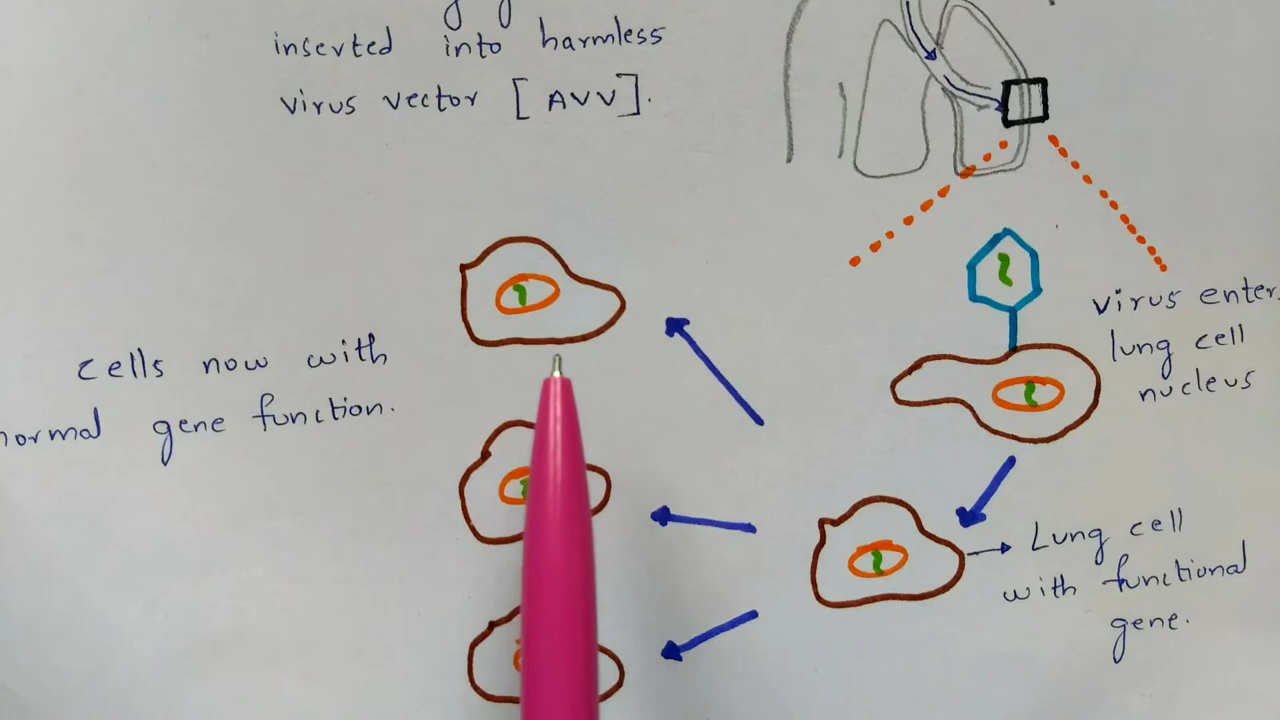 inserted into harmless
virus vector [AVV].
virus enter
lung cell
nucleus
cells now with
normal gene function.
Lung cell
with functional
gene.